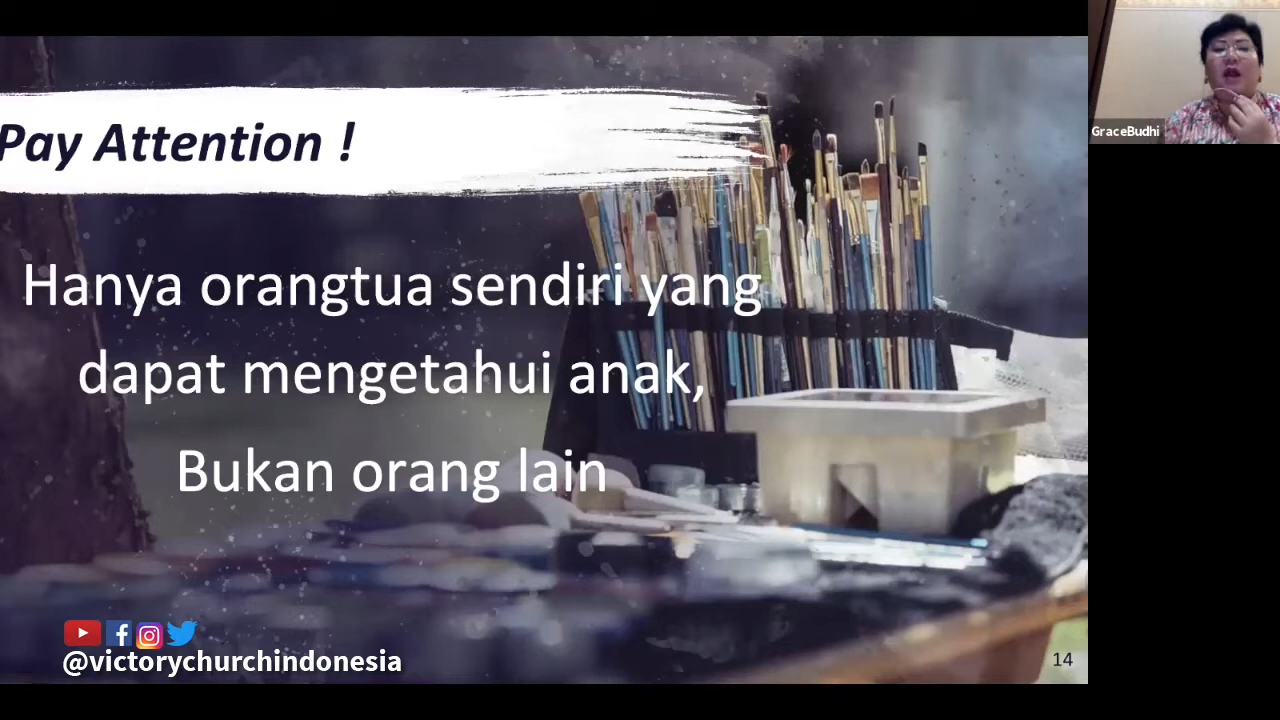 Pay Attention !
GraceBudhi
Hanya orangtua sendiri yang
dapat mengetahui anak,
Bukan orang lain
@victorychurchindonesia
14